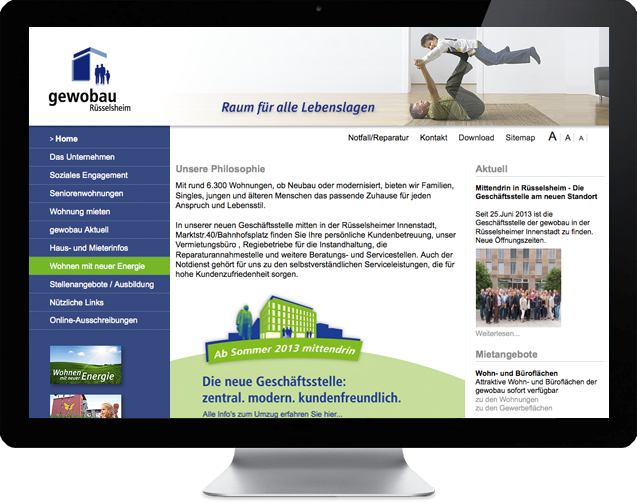 gewobau
Rüsselsheim
Raum für alle Lebenslagen
Notfall/Reparatur Kontakt Download Sitemap A A A
> Home
Das Unternehmen
Soziales Engagement
Seniorenwohnungen
Wohnung mieten
gewobau Aktuell
Haus- und Mieterinfos
Wohnen mit neuer Energie
Stellenangebote / Ausbildung
Nützliche Links
Online-Ausschreibungen
Wohnen
mit neuer Energie
Unsere Philosophie
Mit rund 6.300 Wohnungen, ob Neubau oder modernisiert, bieten wir Familien,
Singles, jungen und älteren Menschen das passende Zuhause für jeden
Anspruch und Lebensstil.
In unserer neuen Geschäftsstelle mitten in der Rüsselsheimer Innenstadt,
Marktstr.40/Bahnhofsplatz finden Sie Ihre persönliche Kundenbetreuung, unser
Vermietungsbüro , Regiebetriebe für die Instandhaltung, die
Reparaturannahmestelle und weitere Beratungs- und Servicestellen. Auch der
Notdienst gehört für uns zu den selbstverständlichen Serviceleistungen, die für
hohe Kundenzufriedenheit sorgen.
Ab Sommer 2013 mittendrin
Die neue Geschäftsstelle:
zentral. modern. kundenfreundlich.
Alle Info's zum Umzug erfahren Sie hier...
Aktuell
Mittendrin in Rüsselsheim - Die
Geschäftsstelle am neuen Standort
Seit 25.Juni 2013 ist die
Geschäftsstelle der gewobau in der
Rüsselsheimer Innenstadt zu finden.
Neue Öffnungszeiten.
Weiterlesen...
Mietangebote
Wohn- und Büroflächen
Attraktive Wohn- und Büroflächen der
gewobau sofort verfügbar
zu den Wohnungen
zu den Gewerbeflächen